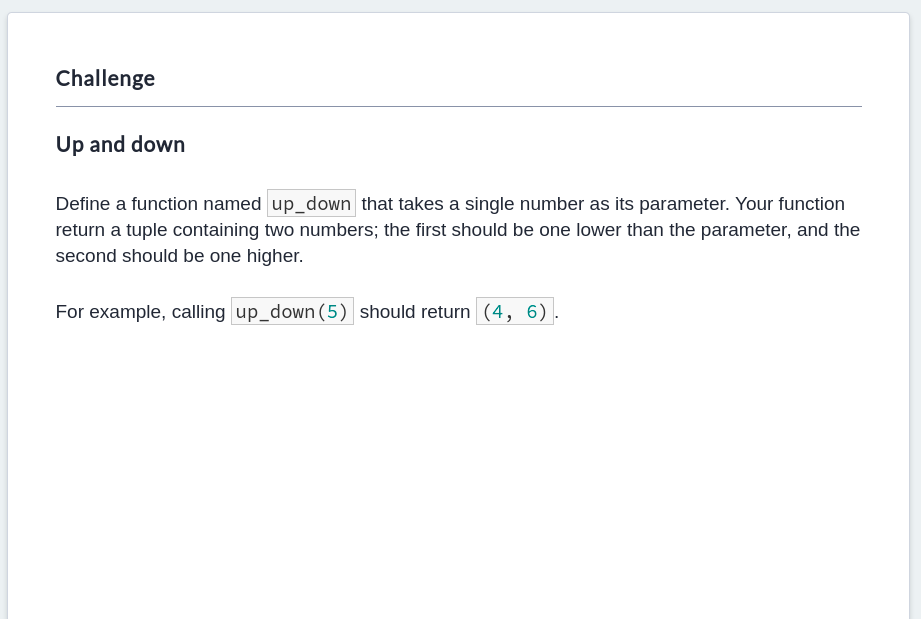 Challenge
Up and down
Define a function named up_down that takes a single number as its parameter. Your function
return a tuple containing two numbers; the first should be one lower than the parameter, and the
second should be one higher.
For example, calling up_down(5) should return (4, 6).